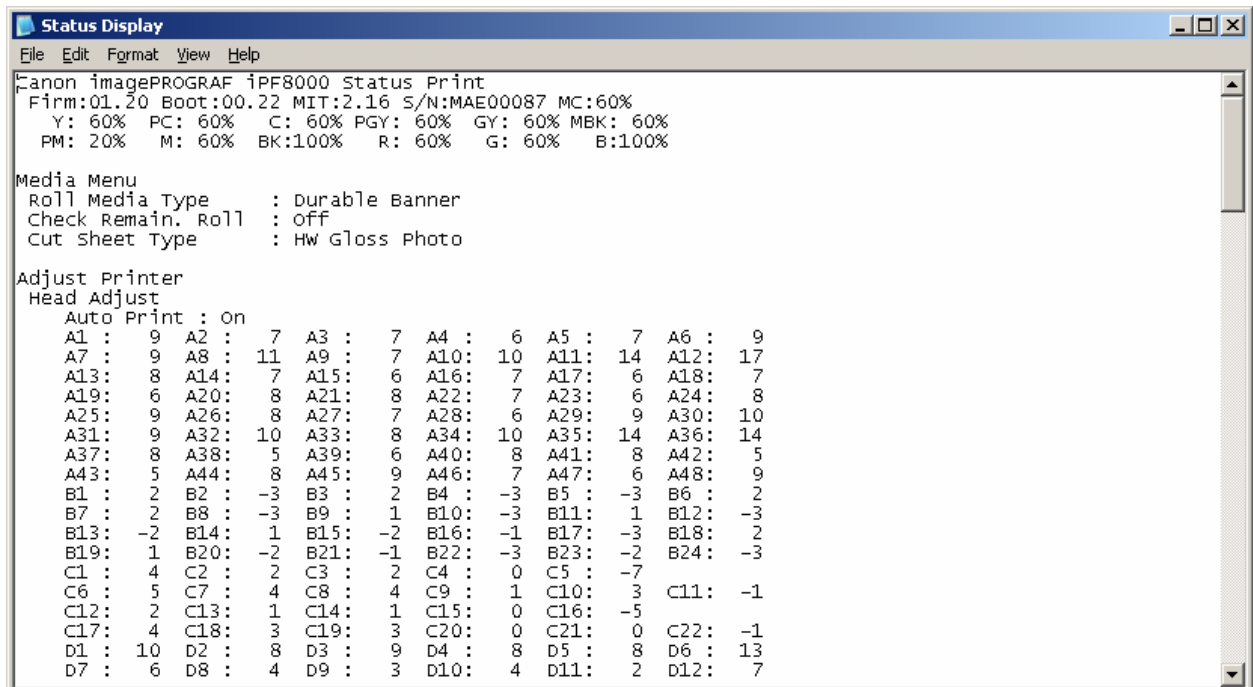 Status Display
File Edit Format View Help
Canon imagePROGRAF iPF8000 Status Print
Firm:01.20 Boot:00.22 MIT:2.16 S/N:MAE00087 MC:60%
Y: 60% PC: 60% C: 60% PGY: 60% GY: 60% MBK: 60%
PM: 20% M: 60% BK:100% R: 60% G: 60% B:100%
Media Menu
Roll Media Type : Durable Banner
Check Remain. Roll : Off
Cut Sheet Type : HW Gloss Photo
Adjust Printer
Head Adjust
Auto Print : On
A1 : 9 A2 : 7 A3 : 7 A4 : 6 A5 : 7 A6 : 9
A7 : 9 A8 : 11 A9 : 7 A10: 10 A11: 14 A12: 17
A13: 8 A14: 7 A15: 6 A16: 7 A17: 6 A18: 7
A19: 6 A20: 8 A21: 8 A22: 7 A23: 6 A24: 8
A25: 9 A26: 8 A27: 7 A28: 6 A29: 9 A30: 10
A31: 9 A32: 10 A33: 8 A34: 10 A35: 14 A36: 14
A37: 8 A38: 5 A39: 6 A40: 8 A41: 8 A42: 5
A43: 5 A44: 8 A45: 9 A46: 7 A47: 6 A48: 9
B1 : 2 B2 : -3 B3 : 2 B4 : -3 B5 : -3 B6 : 2
B7 : 2 B8 : -3 B9 : 1 B10: -3 B11: 1 B12: -3
B13: -2 B14: 1 B15: -2 B16: -1 B17: -3 B18: 2
B19: 1 B20: -2 B21: -1 B22: -3 B23: -2 B24: -3
C1 : 4 C2 : 2 C3 : 2 C4 : 0 C5 : -7
C6 : 5 C7 : 4 C8 : 4 C9 : 1 C10: 3 C11: -1
C12: 2 C13: 1 C14: 1 C15: 0 C16: -5
C17: 4 C18: 3 C19: 3 C20: 0 C21: 0 C22: -1
D1 : 10 D2 : 8 D3 : 9 D4 : 8 D5 : 8 D6 : 13
D7 : 6 D8 : 4 D9 : 3 D10: 4 D11: 2 D12: 7